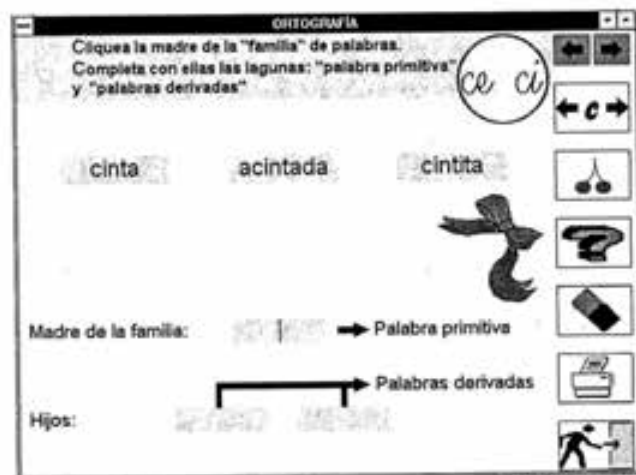 ORTOGRAFÍA
Cliquea la madre de la "familia" de palabras.
Completa con ellas las lagunas: "palabra primitiva"
y "palabras derivadas"
ce ci
c
cinta acintada cintita
Madre de la familia: Palabra primitiva
Palabras derivadas
Hijos: